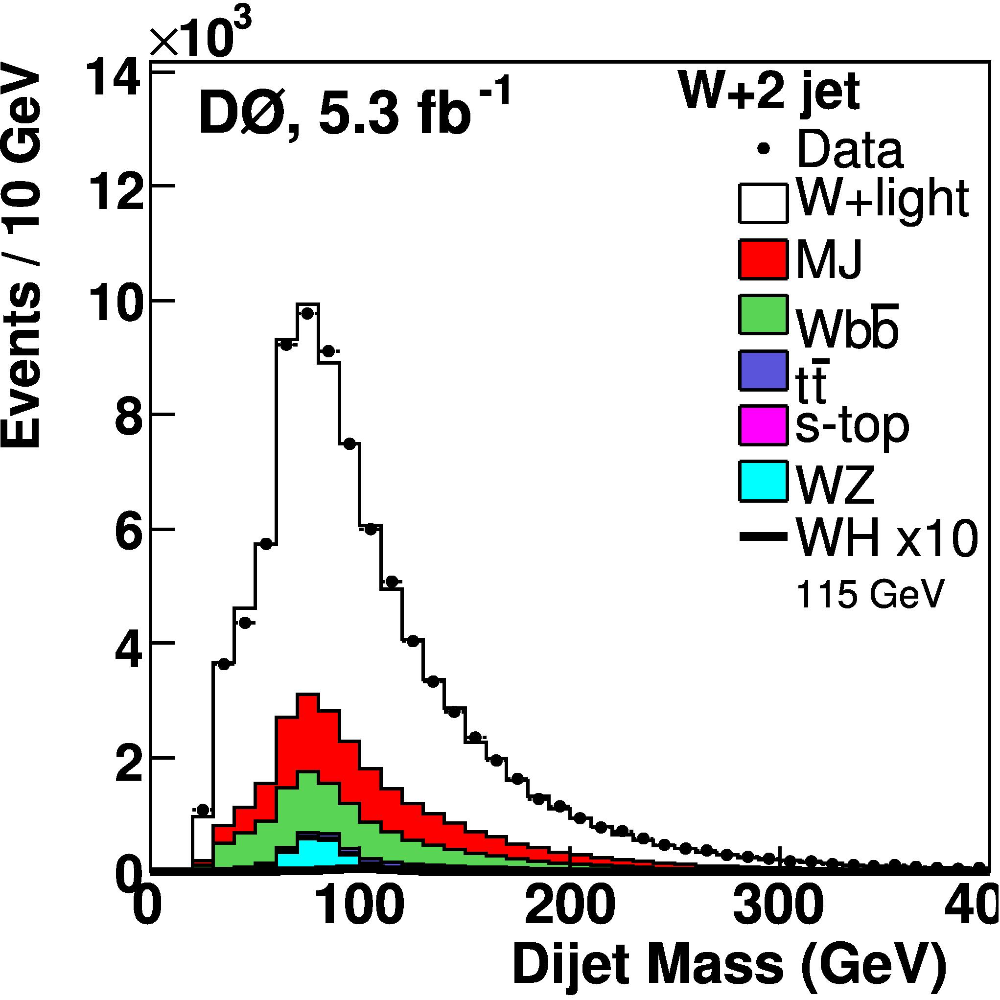 ×10³
Events / 10 GeV
14
12
10
8
6
4
2
0
DØ, 5.3 fb⁻¹
W+2 jet
Data
W+light
MJ
Wbb̅
tt̅
s-top
WZ
WH x10
115 GeV
0 100 200 300 40
Dijet Mass (GeV)